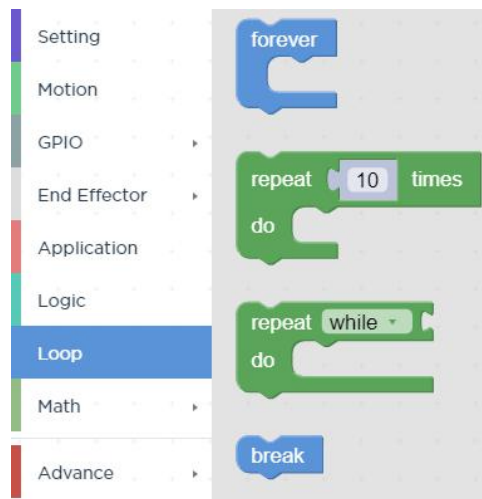 Setting
Motion
GPIO
End Effector
Application
Logic
Loop
Math
Advance
forever
repeat 10 times
do
repeat while
do
break